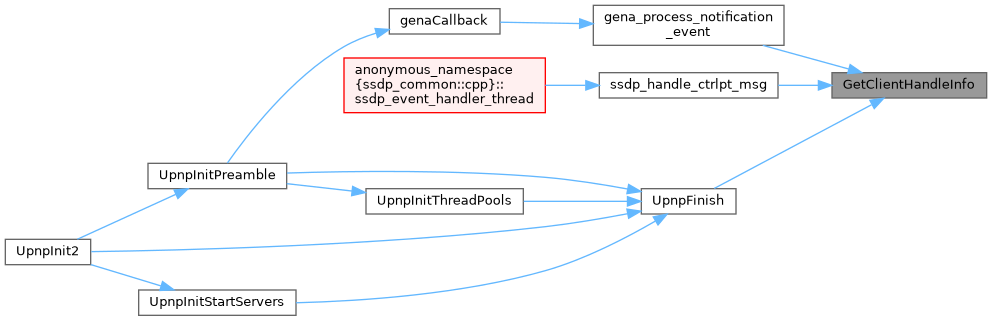 genaCallback
gena_process_notification
_event
anonymous_namespace
{ssdp_common::cpp}::
ssdp_event_handler_thread
ssdp_handle_ctrlpt_msg
GetClientHandleInfo
UpnpInitPreamble
UpnpInitThreadPools
UpnpFinish
UpnpInit2
UpnpInitStartServers